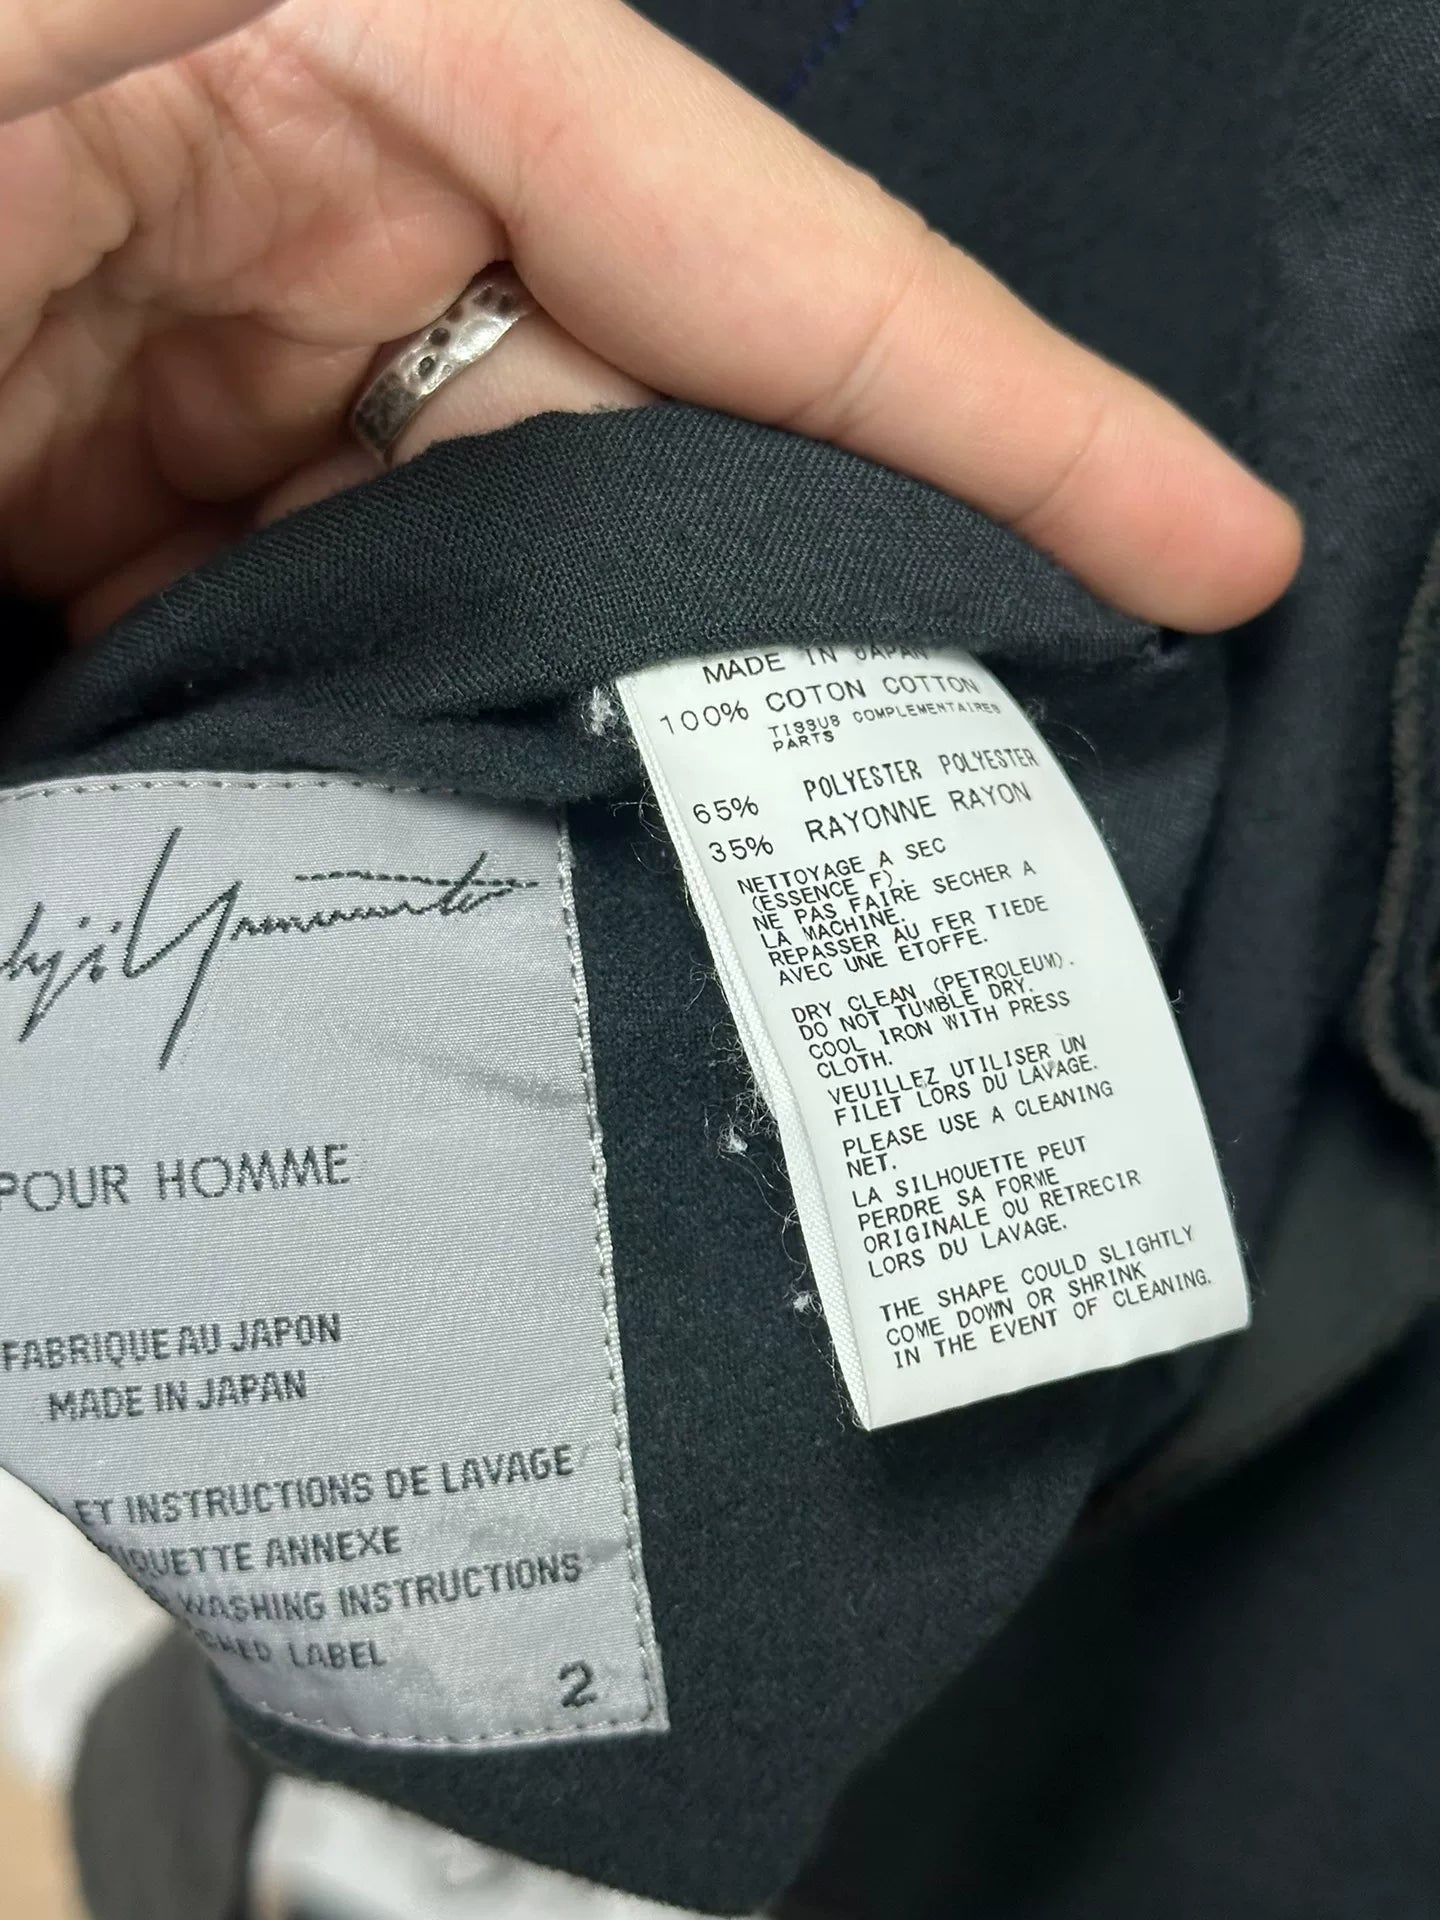 Yamamoto
POUR HOMME
FABRIQUE AU JAPON
MADE IN JAPAN
ET INSTRUCTIONS DE LAVAGE
ANNEXE
WASHING INSTRUCTIONS
LABEL
2
MADE IN JAPAN
100% COTON COTTON
TISSUS COMPLEMENTAIRES
PARTS
65% POLYESTER POLYESTER
35% RAYONNE RAYON
NETTOYAGE A SEC
(ESSENCE F).
NE PAS FAIRE SECHER A
LA MACHINE.
REPASSER AU FER TIEDE
AVEC UNE ETOFFE.
DRY CLEAN (PETROLEUM).
DO NOT TUMBLE DRY.
COOL IRON WITH PRESS
CLOTH.
VEUILLEZ UTILISER UN
FILET LORS DU LAVAGE.
PLEASE USE A CLEANING
NET.
LA SILHOUETTE PEUT
PERDRE SA FORME
ORIGINALE OU RETRECIR
LORS DU LAVAGE.
THE SHAPE COULD SLIGHTLY
COME DOWN OR SHRINK
IN THE EVENT OF CLEANING.